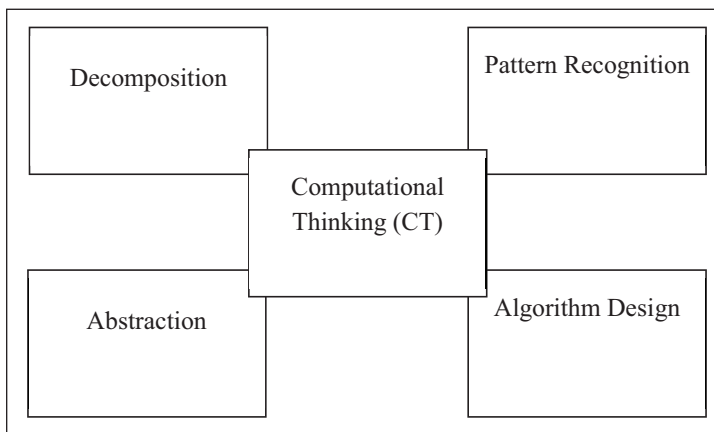 Decomposition
Pattern Recognition
Computational
Thinking (CT)
Abstraction
Algorithm Design